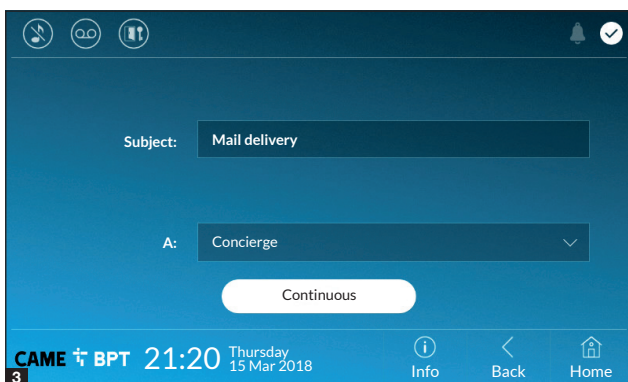 Subject:
Mail delivery
A:
Concierge
Continuous
CAME BPT 21:20 Thursday
15 Mar 2018
Info
Back
Home
3